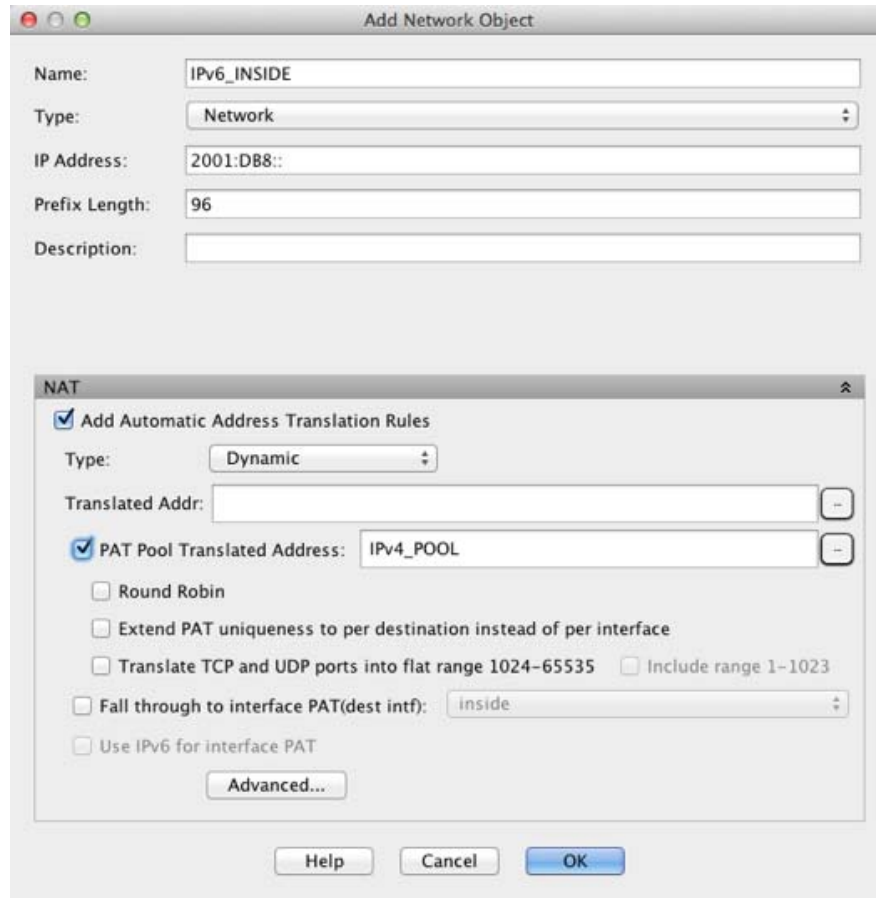 Add Network Object
Name: IPv6_INSIDE
Type: Network
IP Address: 2001:DB8::
Prefix Length: 96
Description:
NAT
Add Automatic Address Translation Rules
Type: Dynamic
Translated Addr: ...
PAT Pool Translated Address: IPv4_POOL ...
Round Robin
Extend PAT uniqueness to per destination instead of per interface
Translate TCP and UDP ports into flat range 1024-65535 Include range 1-1023
Fall through to interface PAT(dest intf): inside
Use IPv6 for interface PAT
Advanced...
Help Cancel OK